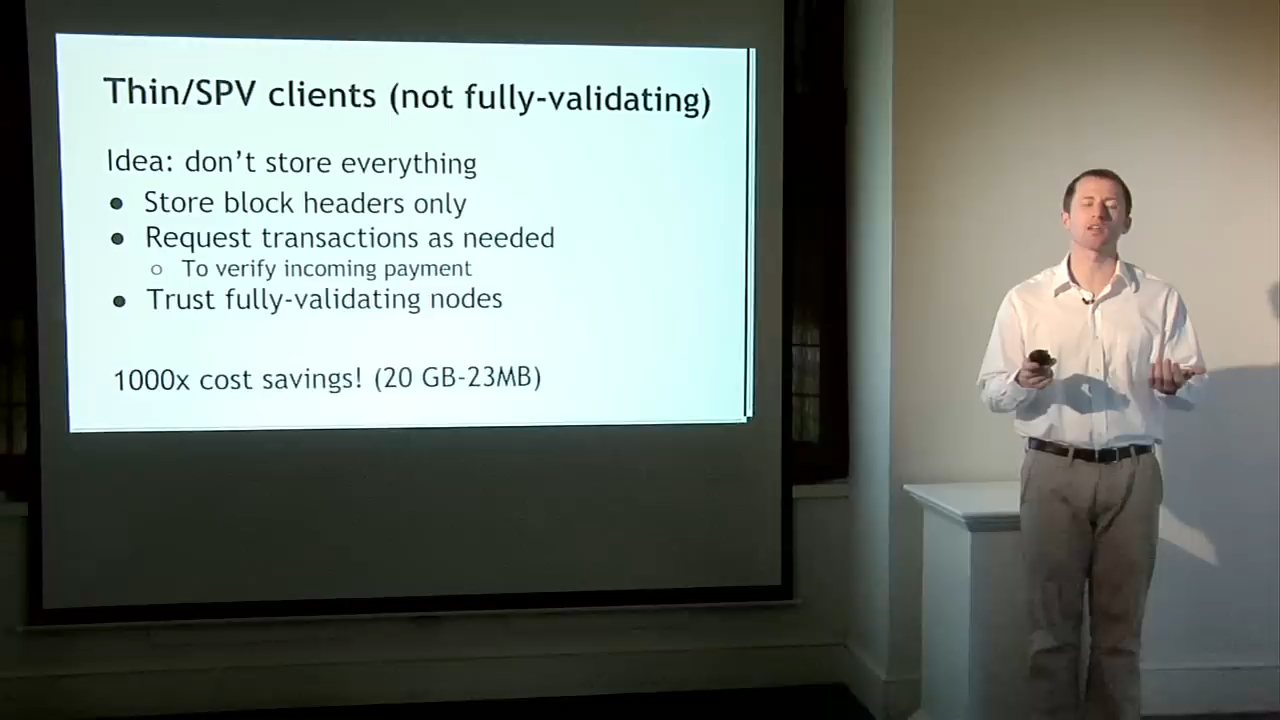 Thin/SPV clients (not fully-validating)
Idea: don't store everything
● Store block headers only
● Request transactions as needed
○ To verify incoming payment
● Trust fully-validating nodes
1000x cost savings! (20 GB-23MB)